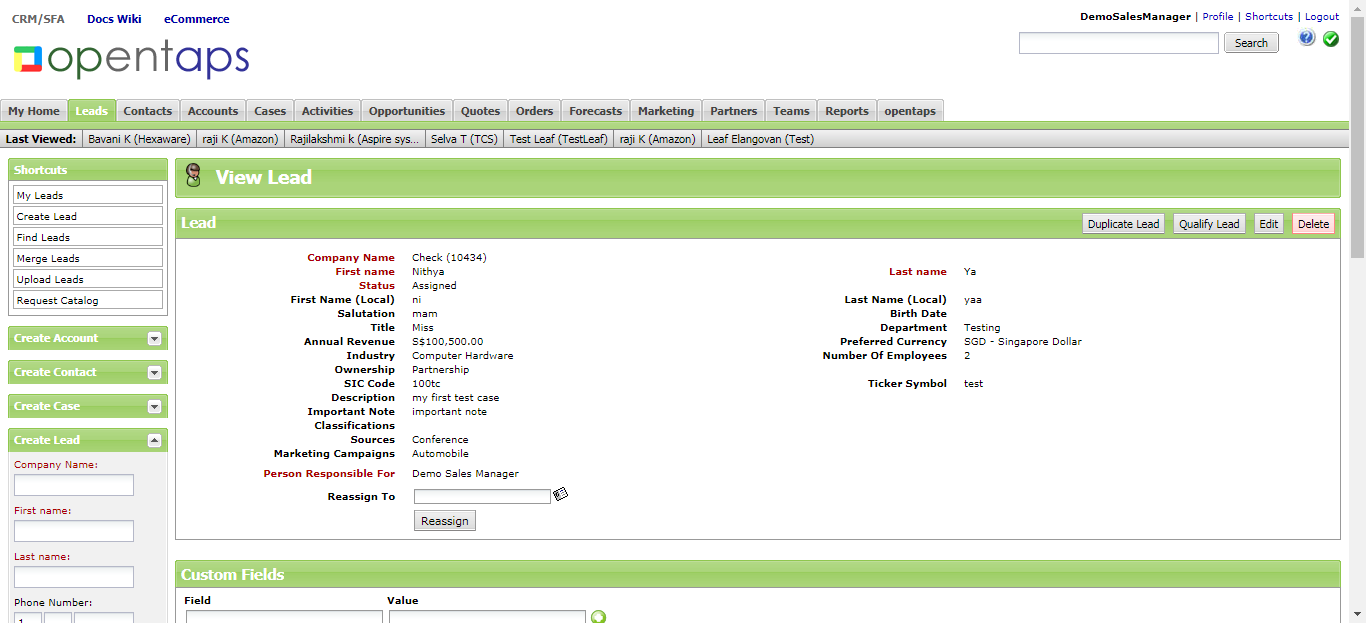 CRM/SFA Docs Wiki eCommerce
DemoSalesManager | Profile | Shortcuts | Logout
opentaps
Search
My Home Leads Contacts Accounts Cases Activities Opportunities Quotes Orders Forecasts Marketing Partners Teams Reports opentaps
Last Viewed: Bavani K (Hexaware) raji K (Amazon) Rajilakshmi k (Aspire sys... Selva T (TCS) Test Leaf (TestLeaf) raji K (Amazon) Leaf Elangovan (Test)
Shortcuts
My Leads
Create Lead
Find Leads
Merge Leads
Upload Leads
Request Catalog
Create Account
Create Contact
Create Case
Create Lead
Company Name:
First name:
Last name:
Phone Number:
1
View Lead
Lead
Duplicate Lead Qualify Lead Edit Delete
Company Name Check (10434)
First name Nithya Last name Ya
Status Assigned
First Name (Local) ni Last Name (Local) yaa
Salutation mam Birth Date
Title Miss Department Testing
Annual Revenue S$100,500.00 Preferred Currency SGD - Singapore Dollar
Industry Computer Hardware Number Of Employees 2
Ownership Partnership
SIC Code 100tc Ticker Symbol test
Description my first test case
Important Note important note
Classifications
Sources Conference
Marketing Campaigns Automobile
Person Responsible For Demo Sales Manager
Reassign To
Reassign
Custom Fields
Field Value